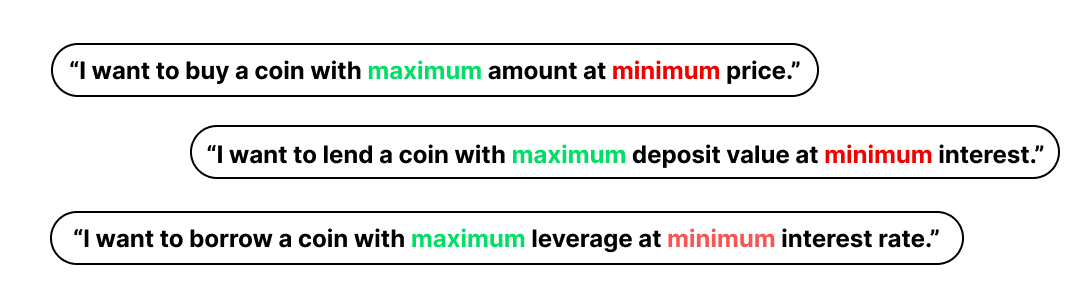 “I want to buy a coin with maximum amount at minimum price.”
“I want to lend a coin with maximum deposit value at minimum interest.”
“I want to borrow a coin with maximum leverage at minimum interest rate.”